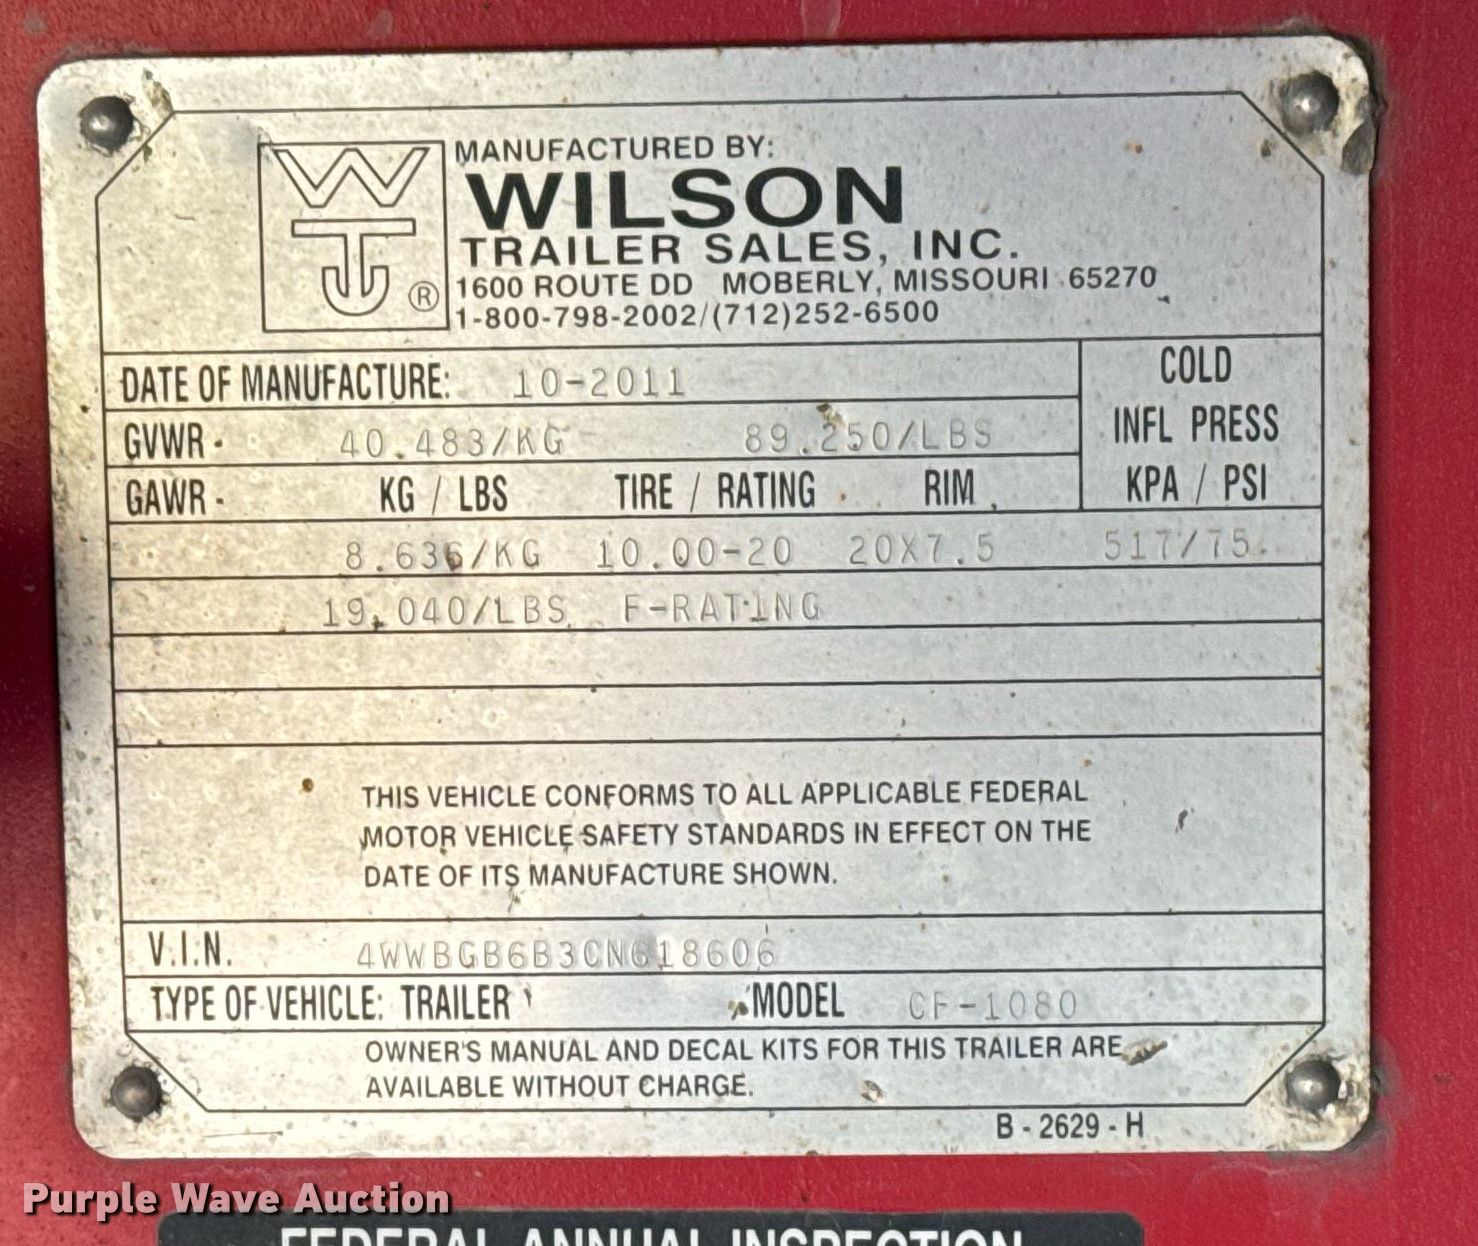 WTJ ®
MANUFACTURED BY:
WILSON
TRAILER SALES, INC.
1600 ROUTE DD MOBERLY, MISSOURI 65270
1-800-798-2002/(712)252-6500
DATE OF MANUFACTURE: 10-2011
COLD
INFL PRESS
KPA / PSI
GVWR - 40.483/KG 89.250/LBS
GAWR - KG / LBS TIRE / RATING RIM
8.636/KG 10.00-20 20X7.5 517/75
19,040/LBS F-RATING
THIS VEHICLE CONFORMS TO ALL APPLICABLE FEDERAL
MOTOR VEHICLE SAFETY STANDARDS IN EFFECT ON THE
DATE OF ITS MANUFACTURE SHOWN.
V.I.N. 4WWBGB6B3CN618606
TYPE OF VEHICLE: TRAILER MODEL CF-1080
OWNER'S MANUAL AND DECAL KITS FOR THIS TRAILER ARE
AVAILABLE WITHOUT CHARGE.
B - 2629 - H
Purple Wave Auction
FEDERAL ANNUAL INSPECTION